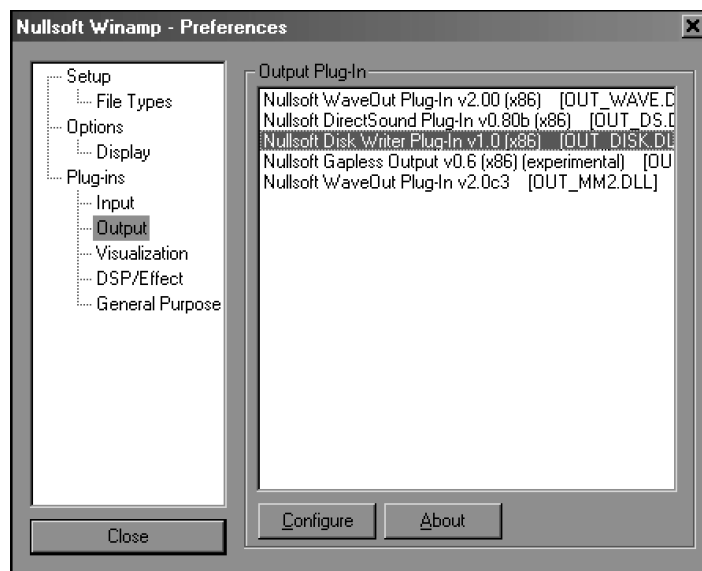 Nullsoft Winamp - Preferences
Setup
File Types
Options
Display
Plug-ins
Input
Output
Visualization
DSP/Effect
General Purpose
Close
Output Plug-In
Nullsoft WaveOut Plug-In v2.00 (x86) [OUT_WAVE.D
Nullsoft DirectSound Plug-In v0.80b (x86) [OUT_DS.D
Nullsoft Disk Writer Plug-In v1.0 (x86) [OUT_DISK.DL
Nullsoft Gapless Output v0.6 (x86) (experimental) [OU
Nullsoft WaveOut Plug-In v2.0c3 [OUT_MM2.DLL]
Configure
About